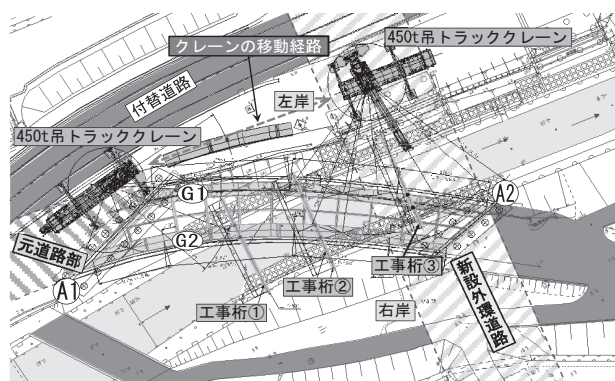 クレーンの移動経路
450t吊トラッククレーン
付替道路
左岸
450t吊トラッククレーン
G1
A2
G2
元道路部
工事桁③
A1
工事桁②
工事桁①
右岸
新設外環道路